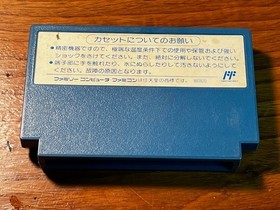 カセットについてのお願い
●精密機器ですので、極端な温度条件下での使用や保管および強い
ショックをさけてください。また、絶対に分解しないでください。
●端子部に手を触れたり、水にぬらしたりして汚さないようにして
ください。故障の原因となります。
ファミリーコンピュータ ファミコンは任天堂の商標です。
FF